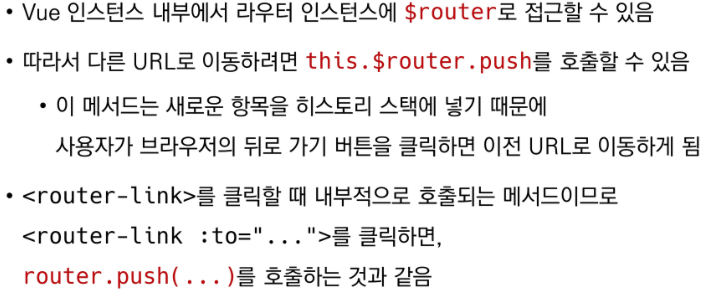 • Vue 인스턴스 내부에서 라우터 인스턴스에 $router로 접근할 수 있음
• 따라서 다른 URL로 이동하려면 this.$router.push를 호출할 수 있음
• 이 메서드는 새로운 항목을 히스토리 스택에 넣기 때문에
사용자가 브라우저의 뒤로 가기 버튼을 클릭하면 이전 URL로 이동하게 됨
• <router-link>를 클릭할 때 내부적으로 호출되는 메서드이므로
<router-link :to="...">를 클릭하면,
router.push(...)를 호출하는 것과 같음